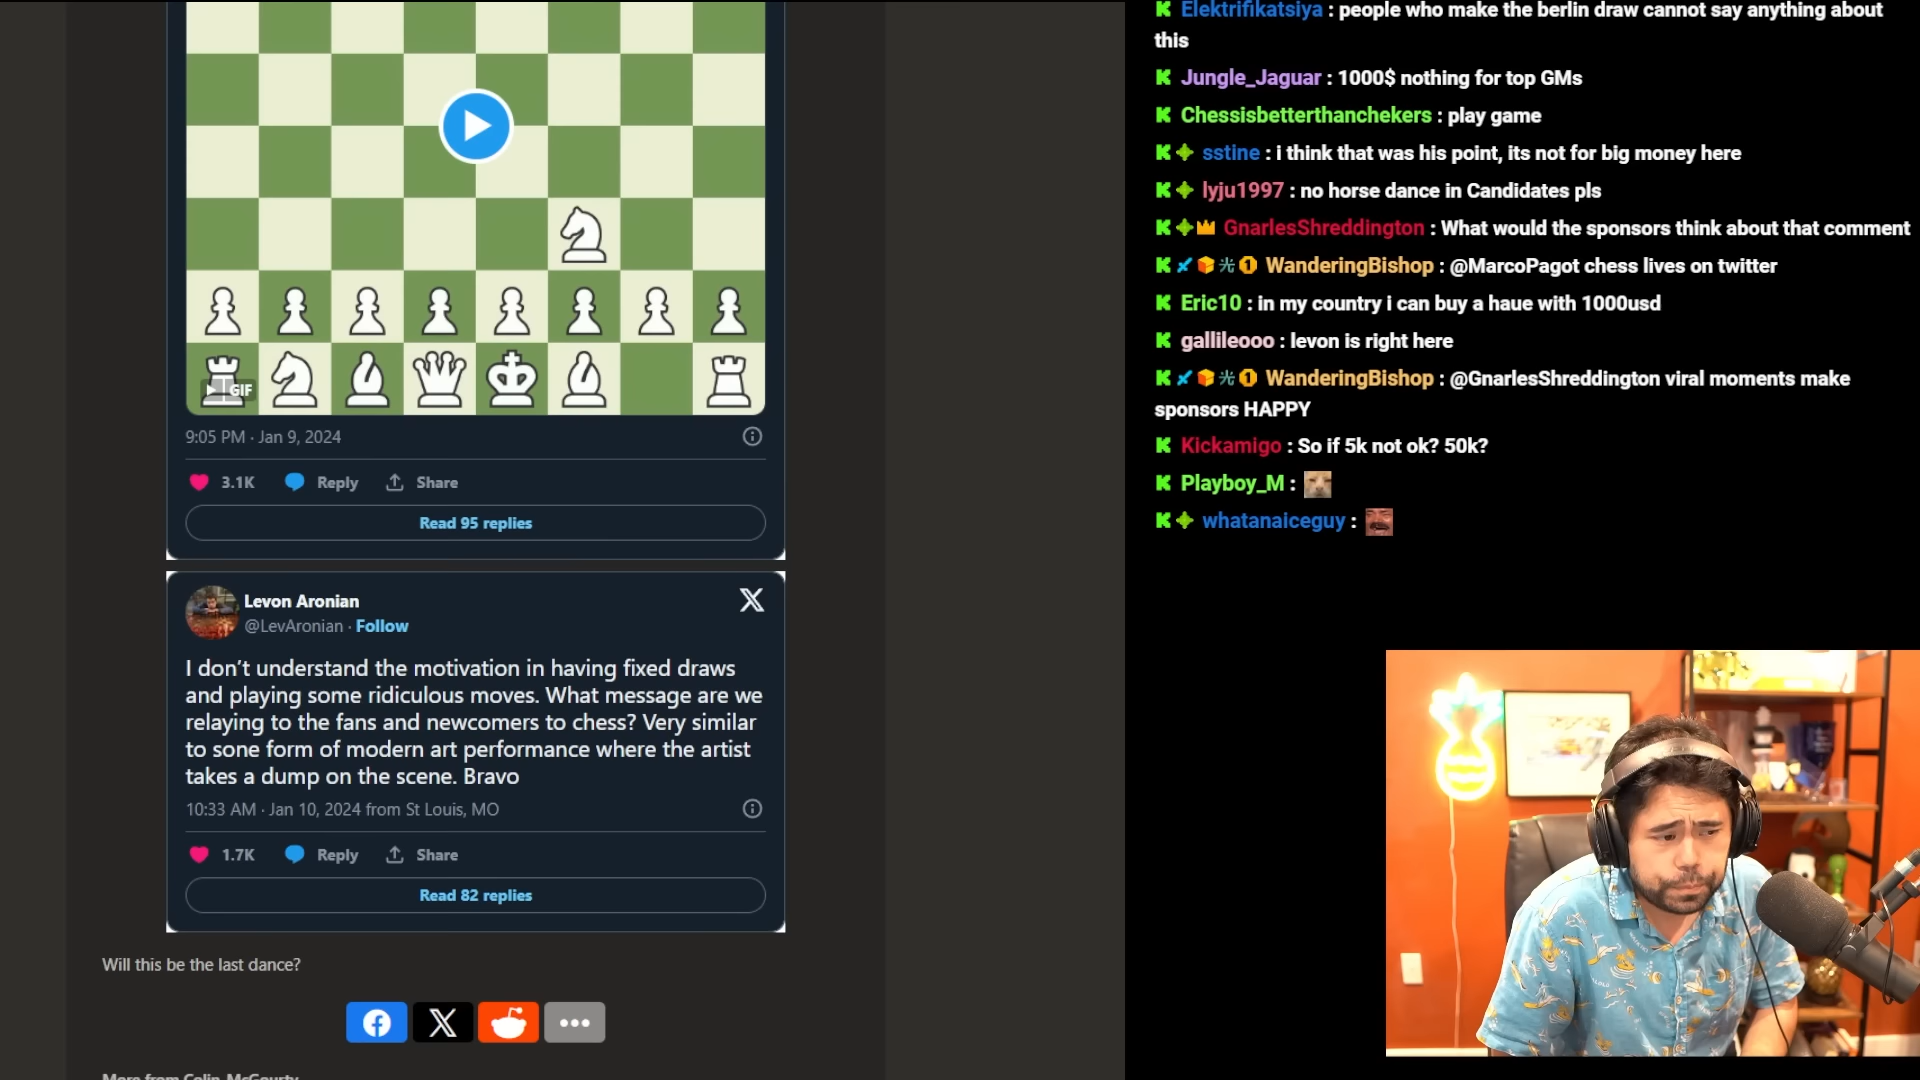 GIF
9:05 PM · Jan 9, 2024
3.1K Reply Share
Read 95 replies
Levon Aronian
@LevAronian · Follow
I don’t understand the motivation in having fixed draws
and playing some ridiculous moves. What message are we
relaying to the fans and newcomers to chess? Very similar
to sone form of modern art performance where the artist
takes a dump on the scene. Bravo
10:33 AM · Jan 10, 2024 from St Louis, MO
1.7K Reply Share
Read 82 replies
Will this be the last dance?
More from Colin_McGourty
Elektrifikatsiya : people who make the berlin draw cannot say anything about
this
Jungle_Jaguar : 1000$ nothing for top GMs
Chessisbetterthanchekers : play game
sstine : i think that was his point, its not for big money here
lyju1997 : no horse dance in Candidates pls
GnarlesShreddington : What would the sponsors think about that comment
WanderingBishop : @MarcoPagot chess lives on twitter
Eric10 : in my country i can buy a haue with 1000usd
gallileooo : levon is right here
WanderingBishop : @GnarlesShreddington viral moments make
sponsors HAPPY
Kickamigo : So if 5k not ok? 50k?
Playboy_M :
whatanaiceguy :